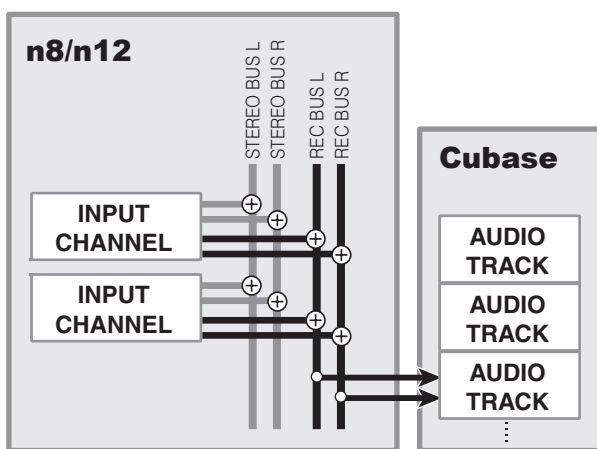 n8/n12
STEREO BUS L
STEREO BUS R
REC BUS L
REC BUS R
Cubase
INPUT
CHANNEL
INPUT
CHANNEL
AUDIO
TRACK
AUDIO
TRACK
AUDIO
TRACK